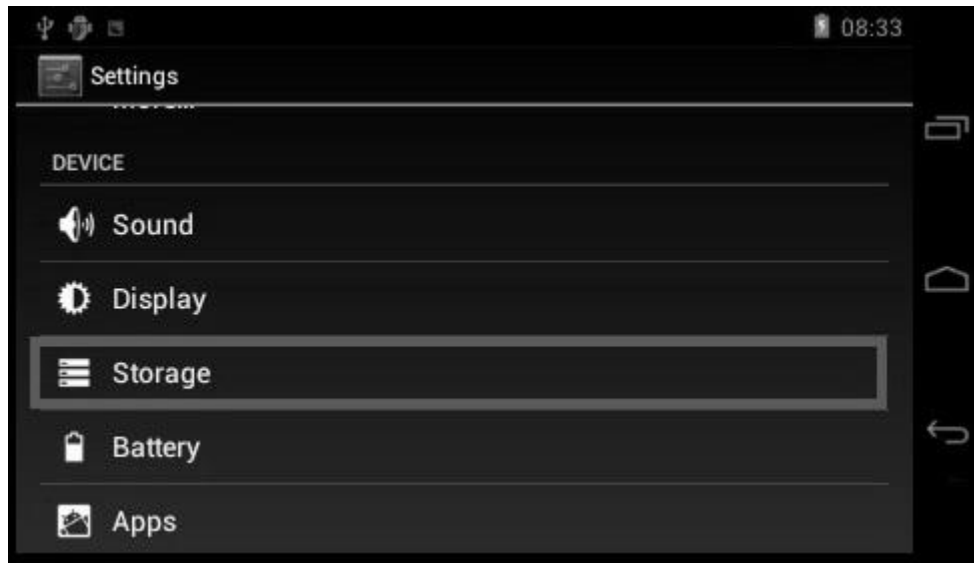 08:33
Settings
DEVICE
Sound
Display
Storage
Battery
Apps